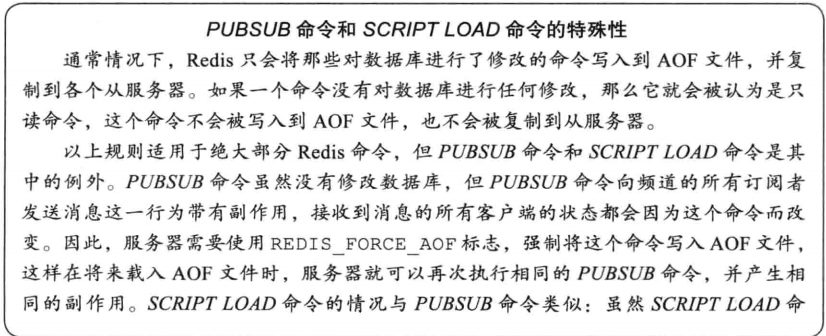 PUBSUB 命令和 SCRIPT LOAD 命令的特殊性
通常情况下，Redis 只会将那些对数据库进行了修改的命令写入到 AOF 文件，并复
制到各个从服务器。如果一个命令没有对数据库进行任何修改，那么它就会被认为是只
读命令，这个命令不会被写入到 AOF 文件，也不会被复制到从服务器。
以上规则适用于绝大部分 Redis 命令，但 PUBSUB 命令和 SCRIPT LOAD 命令是其
中的例外。PUBSUB 命令虽然没有修改数据库，但 PUBSUB 命令向频道的所有订阅者
发送消息这一行为带有副作用，接收到消息的所有客户端的状态都会因为这个命令而改
变。因此，服务器需要使用 REDIS_FORCE_AOF 标志，强制将这个命令写入 AOF 文件，
这样在将来载入 AOF 文件时，服务器就可以再次执行相同的 PUBSUB 命令，并产生相
同的副作用。SCRIPT LOAD 命令的情况与 PUBSUB 命令类似：虽然 SCRIPT LOAD 命